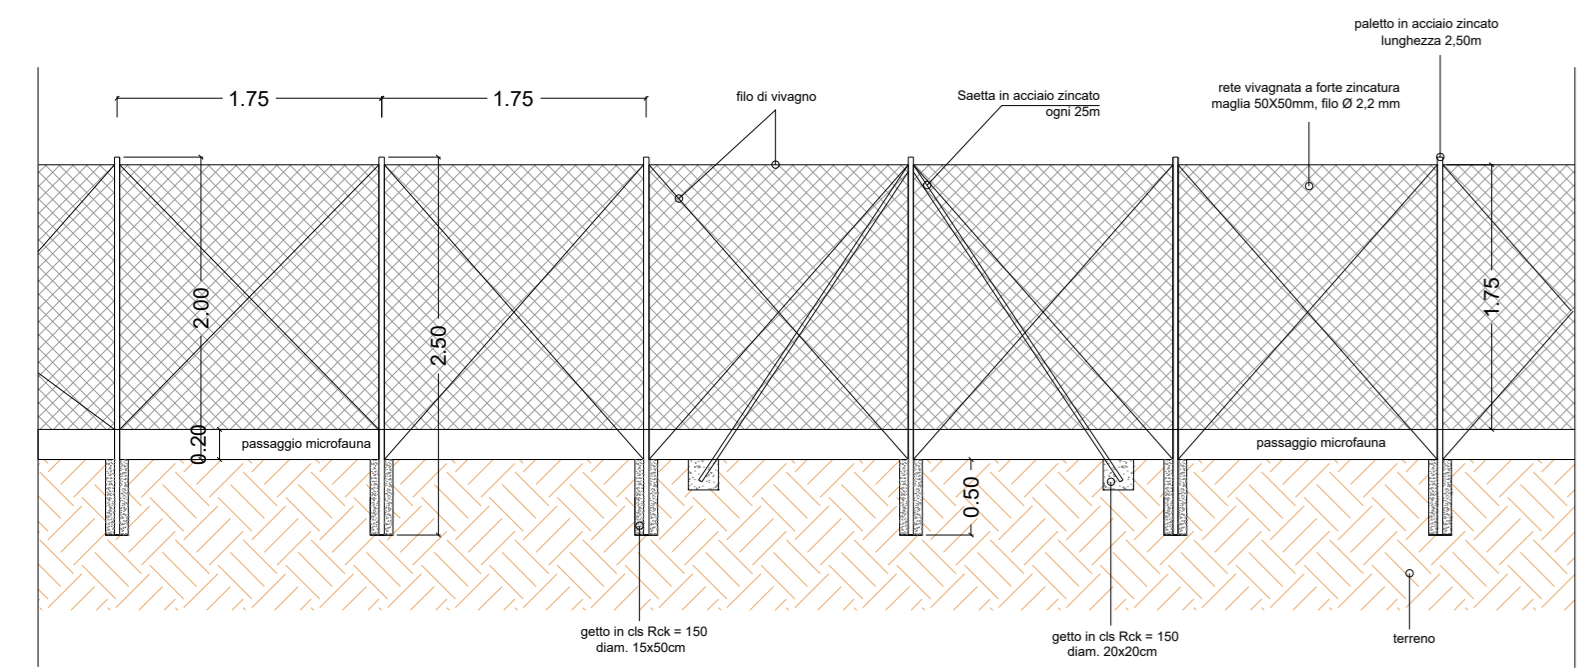 paletto in acciaio zincato
lunghezza 2,50m
1.75
1.75
filo di vivagno
Saetta in acciaio zincato
ogni 25m
rete vivagnata a forte zincatura
maglia 50X50mm, filo Ø 2,2 mm
2.00
2.50
1.75
0.20
passaggio microfauna
passaggio microfauna
0.50
getto in cls Rck = 150
diam. 15x50cm
getto in cls Rck = 150
diam. 20x20cm
terreno